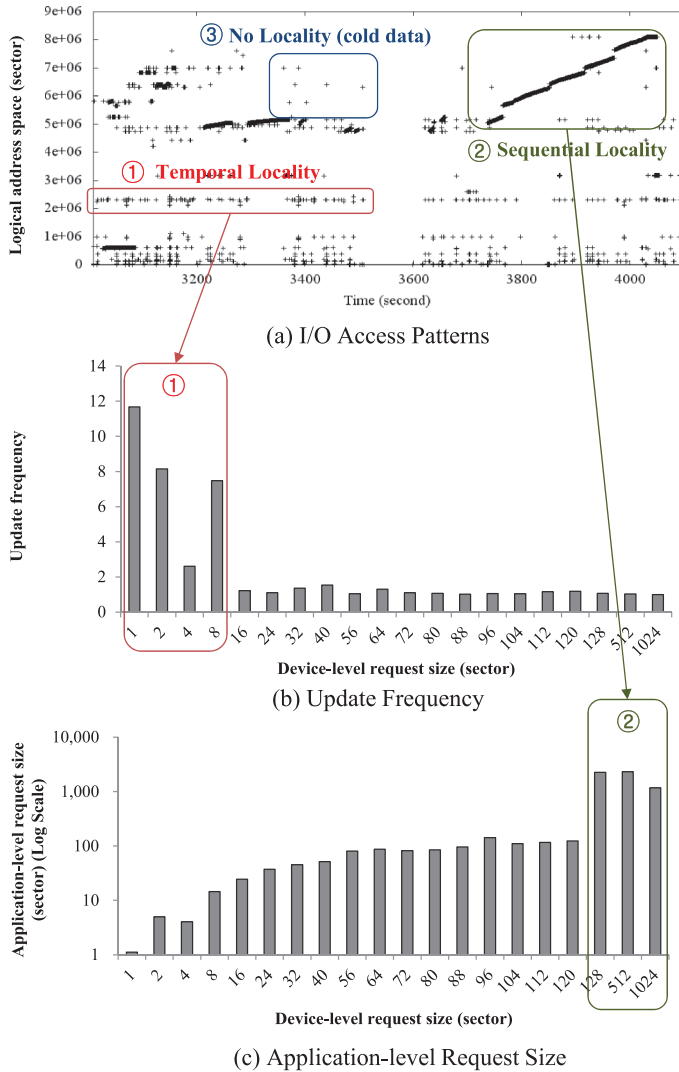 9e+06
8e+06
7e+06
6e+06
5e+06
4e+06
3e+06
2e+06
1e+06
0
Logical address space (sector)
③ No Locality (cold data)
② Sequential Locality
① Temporal Locality
3200 3400 3600 3800 4000
Time (second)
(a) I/O Access Patterns
14
12
10
8
6
4
2
0
Update frequency
①
1 2 4 8 16 24 32 40 56 64 72 80 88 96 104 112 120 128 512 1024
Device-level request size (sector)
(b) Update Frequency
10,000
1,000
100
10
1
Application-level request size
(sector) (Log Scale)
②
1 2 4 8 16 24 32 40 56 64 72 80 88 96 104 112 120 128 512 1024
Device-level request size (sector)
(c) Application-level Request Size